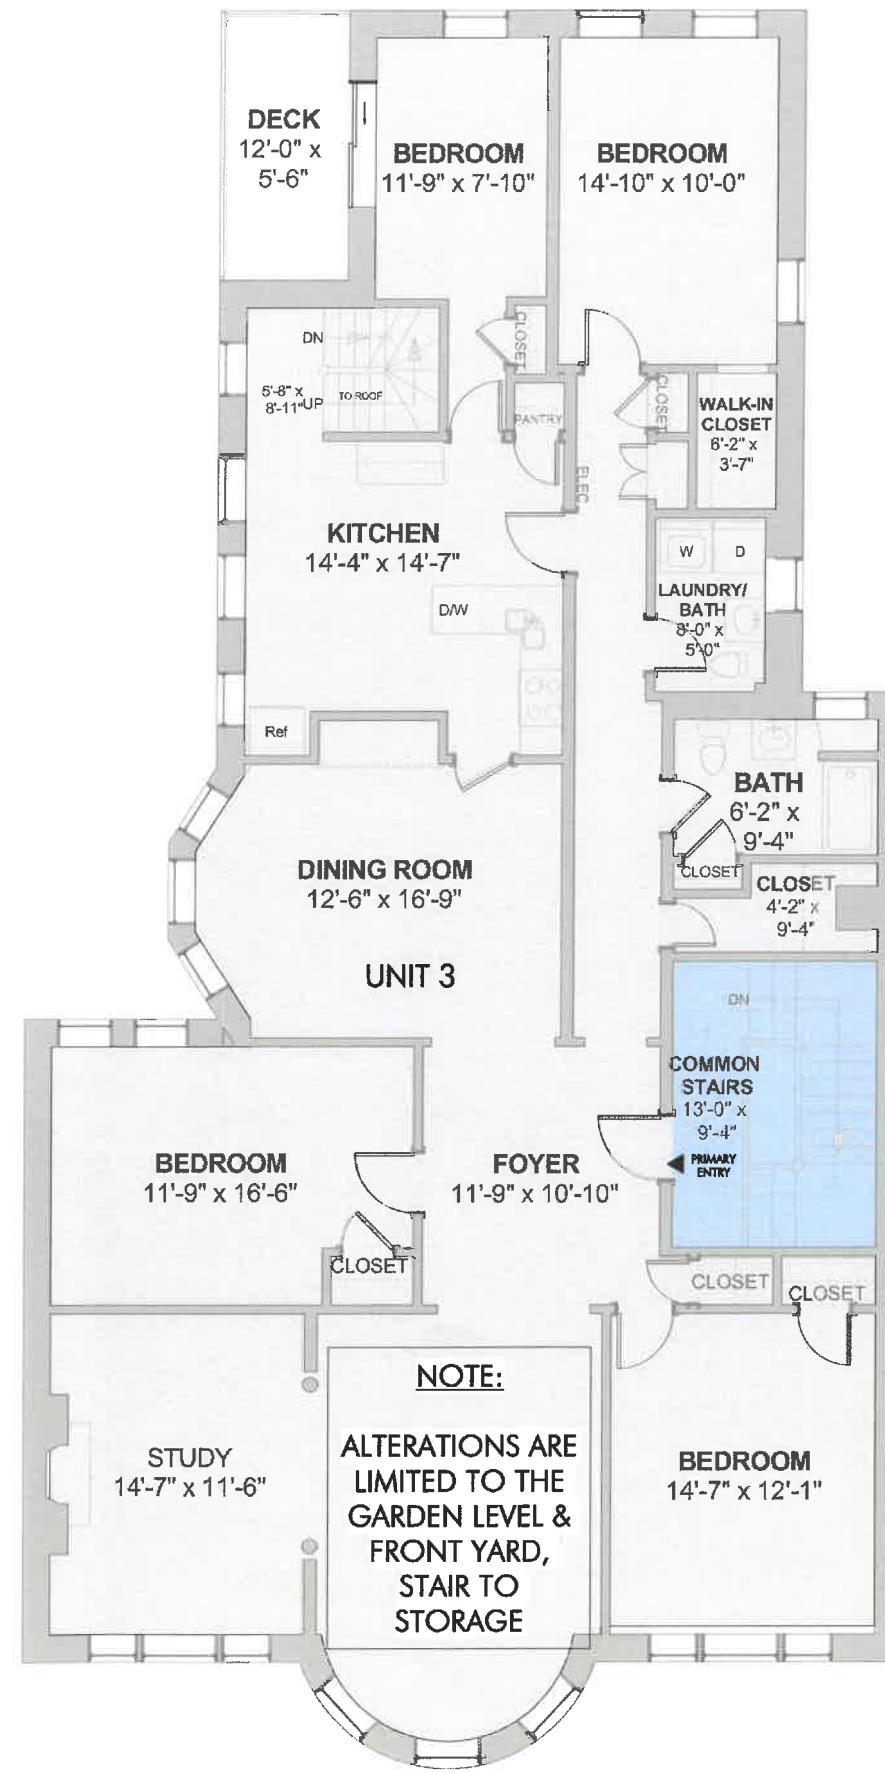 DECK
12'-0" x
5'-6"
BEDROOM
11'-9" x 7'-10"
BEDROOM
14'-10" x 10'-0"
DN
5'-8" x
8'-11"
UP
TO ROOF
CLOSET
PANTRY
CLOSET
ELEC
WALK-IN
CLOSET
6'-2" x
3'-7"
KITCHEN
14'-4" x 14'-7"
D/W
W
D
LAUNDRY/
BATH
8'-0" x
5'-0"
Ref
BATH
6'-2" x
9'-4"
CLOSET
CLOSET
4'-2" x
9'-4"
DINING ROOM
12'-6" x 16'-9"
UNIT 3
DN
COMMON
STAIRS
13'-0" x
9'-4"
PRIMARY
ENTRY
BEDROOM
11'-9" x 16'-6"
FOYER
11'-9" x 10'-10"
CLOSET
CLOSET
CLOSET
NOTE:
ALTERATIONS ARE
LIMITED TO THE
GARDEN LEVEL &
FRONT YARD,
STAIR TO
STORAGE
STUDY
14'-7" x 11'-6"
BEDROOM
14'-7" x 12'-1"